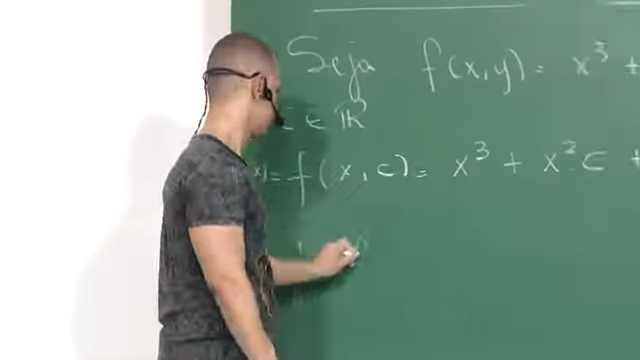 Seja f(x,y) = x³ +
c ∈ ℝ
x) = f(x,c) = x³ + x²c +